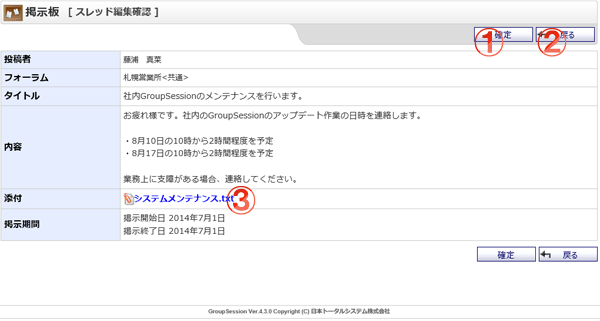 掲示板 [ スレッド編集確認 ]
① 確定 ② 戻る
投稿者 藤浦 真菜
フォーラム 札幌営業所<共通>
タイトル 社内GroupSessionのメンテナンスを行います。
内容 お疲れ様です。社内のGroupSessionのアップデート作業の日時を連絡します。
・8月10日の10時から2時間程度を予定
・8月17日の10時から2時間程度を予定
業務上に支障がある場合、連絡してください。
添付 システムメンテナンス.txt ③
掲示期間 掲示開始日 2014年7月1日
掲示終了日 2014年7月1日
確定 戻る
GroupSession Ver.4.3.0 Copyright (C) 日本トータルシステム株式会社